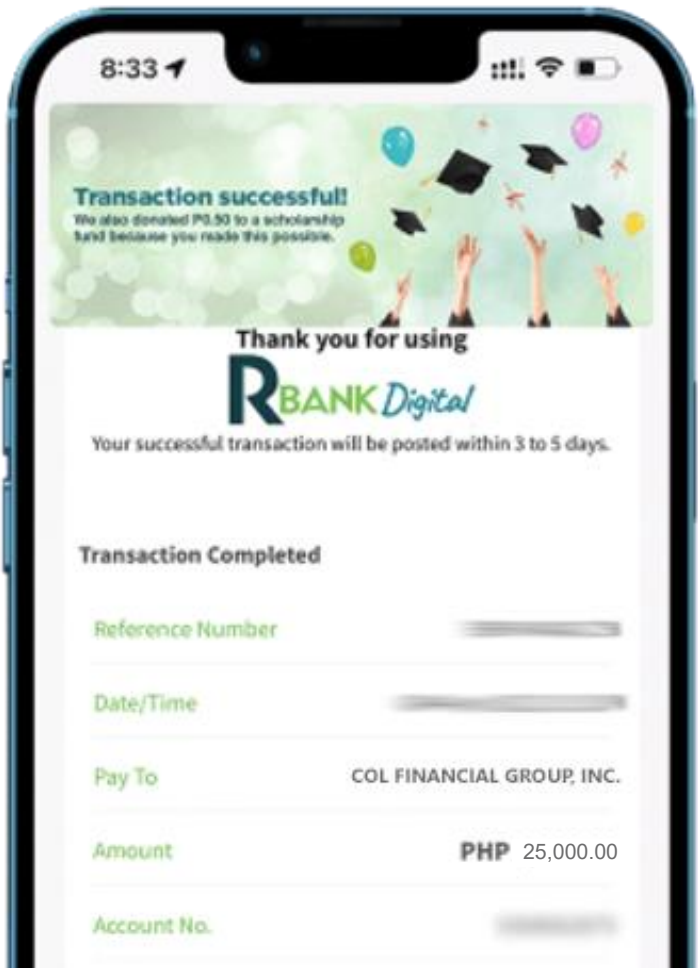 8:33
Transaction successful!
We also donated P0.50 to a scholarship
fund because you made this possible.
Thank you for using
RBANK Digital
Your successful transaction will be posted within 3 to 5 days.
Transaction Completed
Reference Number
Date/Time
Pay To COL FINANCIAL GROUP, INC.
Amount PHP 25,000.00
Account No.